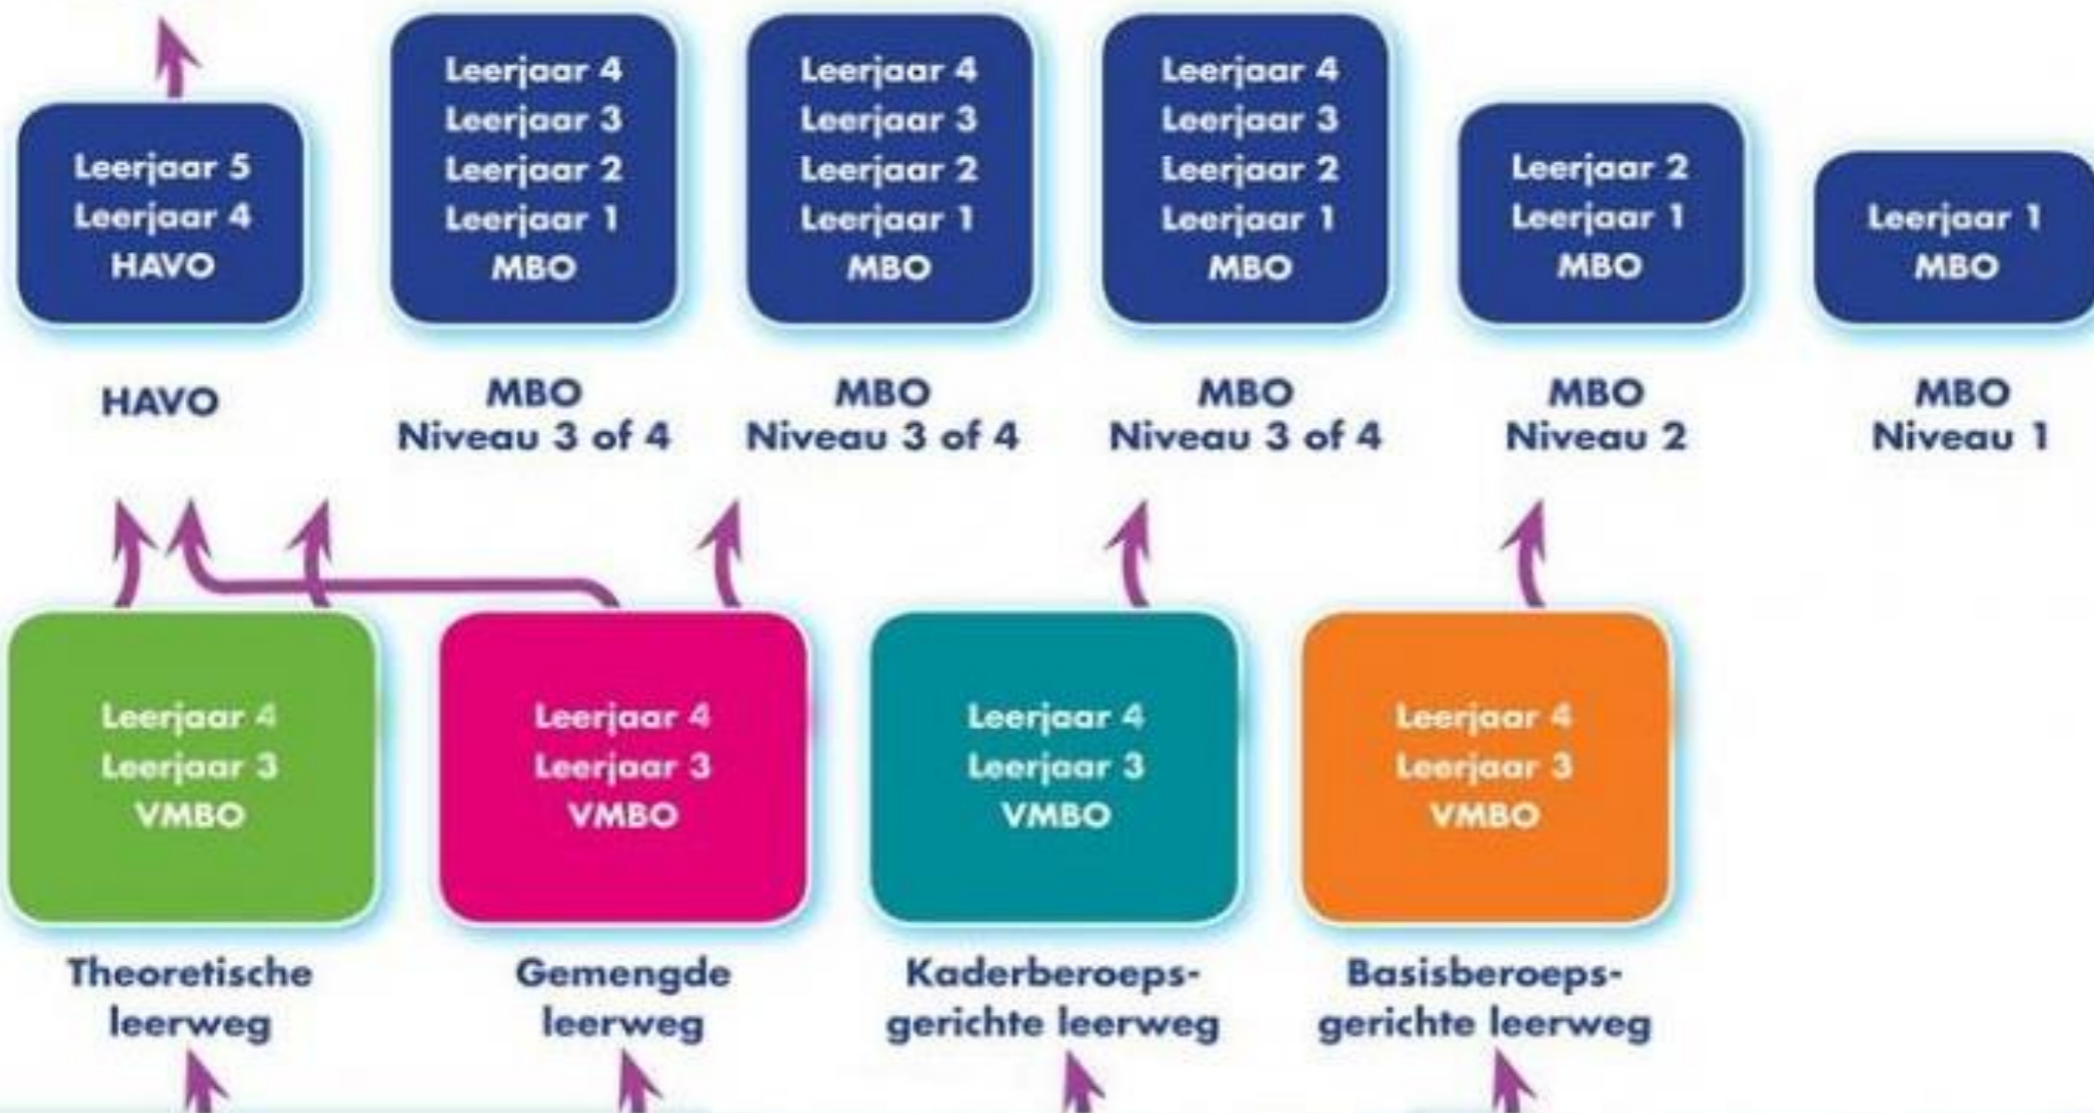 Leerjaar 5
Leerjaar 4
HAVO
HAVO
Leerjaar 4
Leerjaar 3
Leerjaar 2
Leerjaar 1
MBO
MBO
Niveau 3 of 4
Leerjaar 4
Leerjaar 3
Leerjaar 2
Leerjaar 1
MBO
MBO
Niveau 3 of 4
Leerjaar 4
Leerjaar 3
Leerjaar 2
Leerjaar 1
MBO
MBO
Niveau 3 of 4
Leerjaar 2
Leerjaar 1
MBO
MBO
Niveau 2
Leerjaar 1
MBO
MBO
Niveau 1
Leerjaar 4
Leerjaar 3
VMBO
Theoretische
leerweg
Leerjaar 4
Leerjaar 3
VMBO
Gemengde
leerweg
Leerjaar 4
Leerjaar 3
VMBO
Kaderberoeps-
gerichte leerweg
Leerjaar 4
Leerjaar 3
VMBO
Basisberoeps-
gerichte leerweg